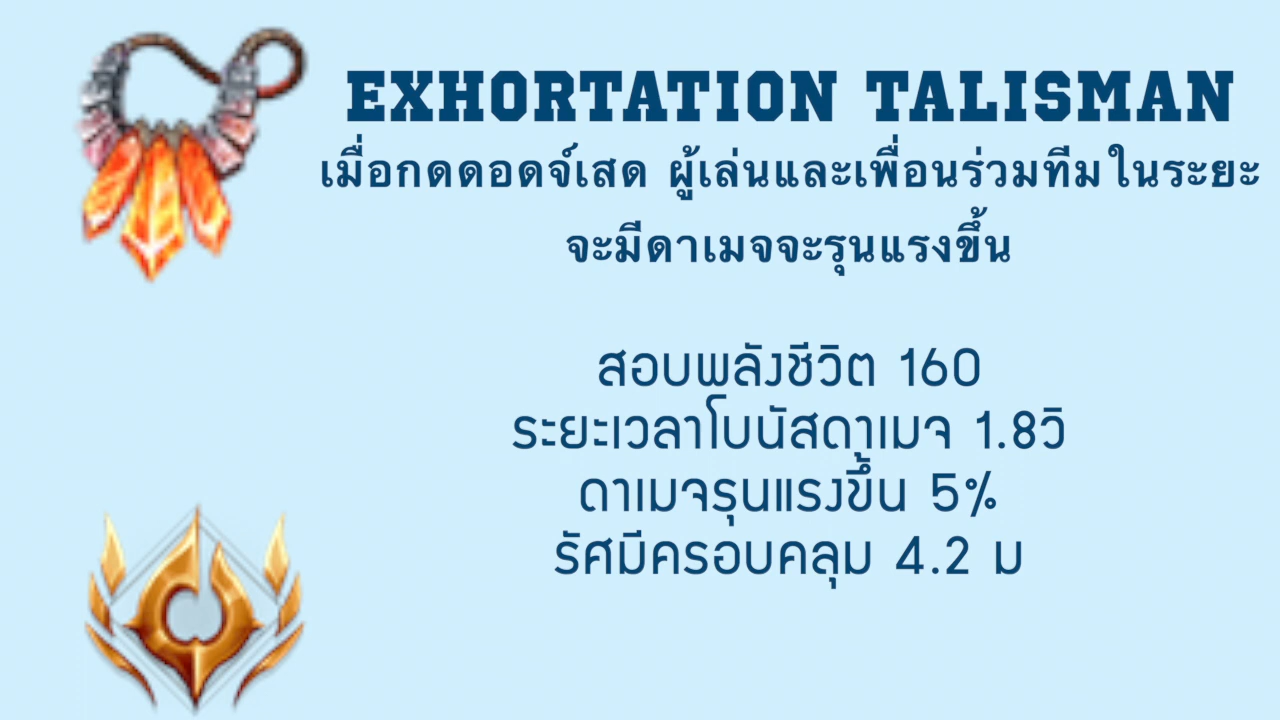 EXHORTATION TALISMAN
เมื่อกดดอดจ์เสด ผู้เล่นและเพื่อนร่วมทีมในระยะ
จะมีดาเมจจะรุนแรงขึ้น
สอบพลังชีวิต 160
ระยะเวลาโบนัสดาเมจ 1.8วิ
ดาเมจรุนแรงขึ้น 5%
รัศมีครอบคลุม 4.2 ม